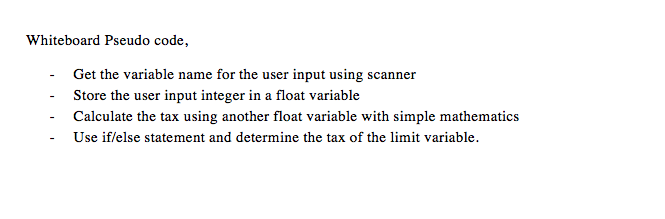 Whiteboard Pseudo code,
- Get the variable name for the user input using scanner
- Store the user input integer in a float variable
- Calculate the tax using another float variable with simple mathematics
- Use if/else statement and determine the tax of the limit variable.